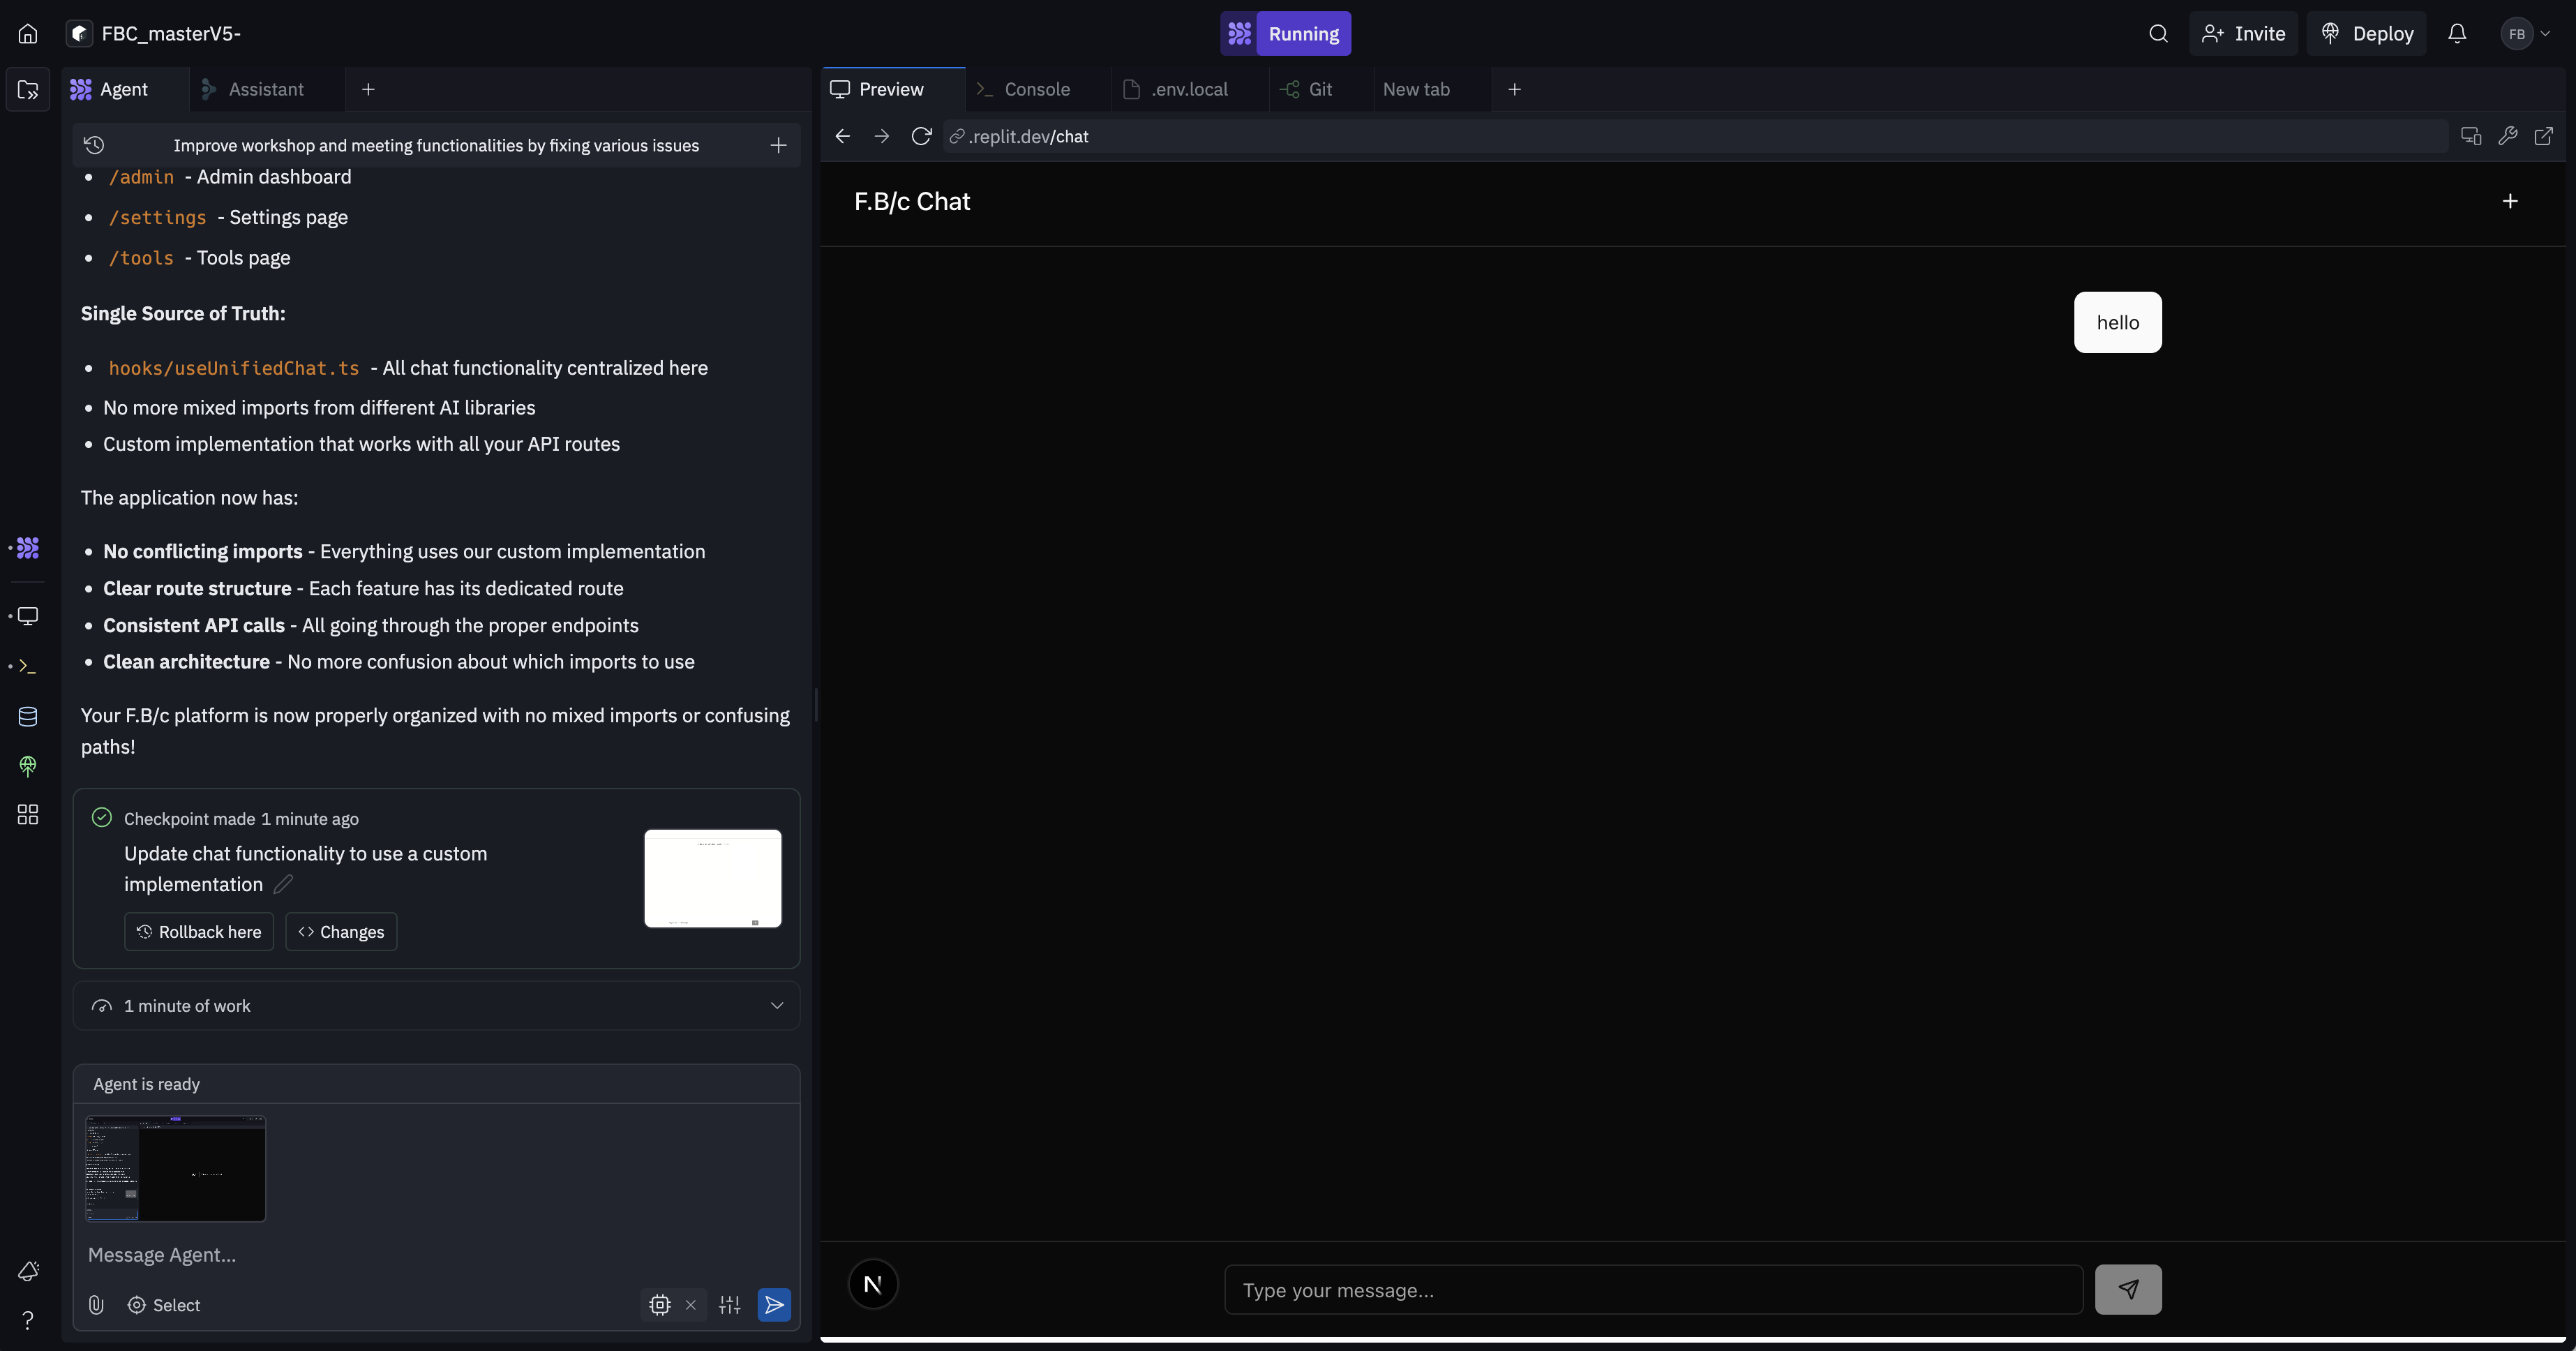 FBC_masterV5-
Running
Invite
Deploy
FB
Agent
Assistant
Improve workshop and meeting functionalities by fixing various issues
/admin - Admin dashboard
/settings - Settings page
/tools - Tools page
Single Source of Truth:
hooks/useUnifiedChat.ts - All chat functionality centralized here
No more mixed imports from different AI libraries
Custom implementation that works with all your API routes
The application now has:
No conflicting imports - Everything uses our custom implementation
Clear route structure - Each feature has its dedicated route
Consistent API calls - All going through the proper endpoints
Clean architecture - No more confusion about which imports to use
Your F.B/c platform is now properly organized with no mixed imports or confusing
paths!
Checkpoint made 1 minute ago
Update chat functionality to use a custom
implementation
Rollback here
Changes
1 minute of work
Agent is ready
Message Agent...
Select
Preview
Console
.env.local
Git
New tab
.replit.dev/chat
F.B/c Chat
hello
N
Type your message...